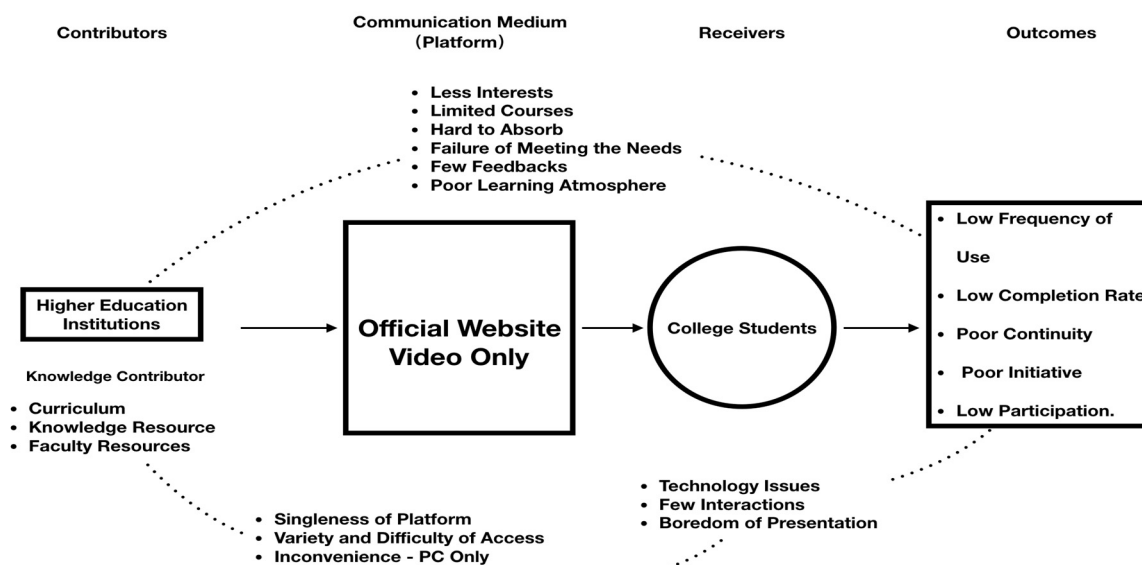 Contributors
Communication Medium
(Platform)
Receivers
Outcomes
• Less Interests
• Limited Courses
• Hard to Absorb
• Failure of Meeting the Needs
• Few Feedbacks
• Poor Learning Atmosphere
Higher Education
Institutions
Knowledge Contributor
• Curriculum
• Knowledge Resource
• Faculty Resources
Official Website
Video Only
College Students
• Low Frequency of
Use
• Low Completion Rate
• Poor Continuity
• Poor Initiative
• Low Participation.
• Singleness of Platform
• Variety and Difficulty of Access
• Inconvenience - PC Only
• Technology Issues
• Few Interactions
• Boredom of Presentation